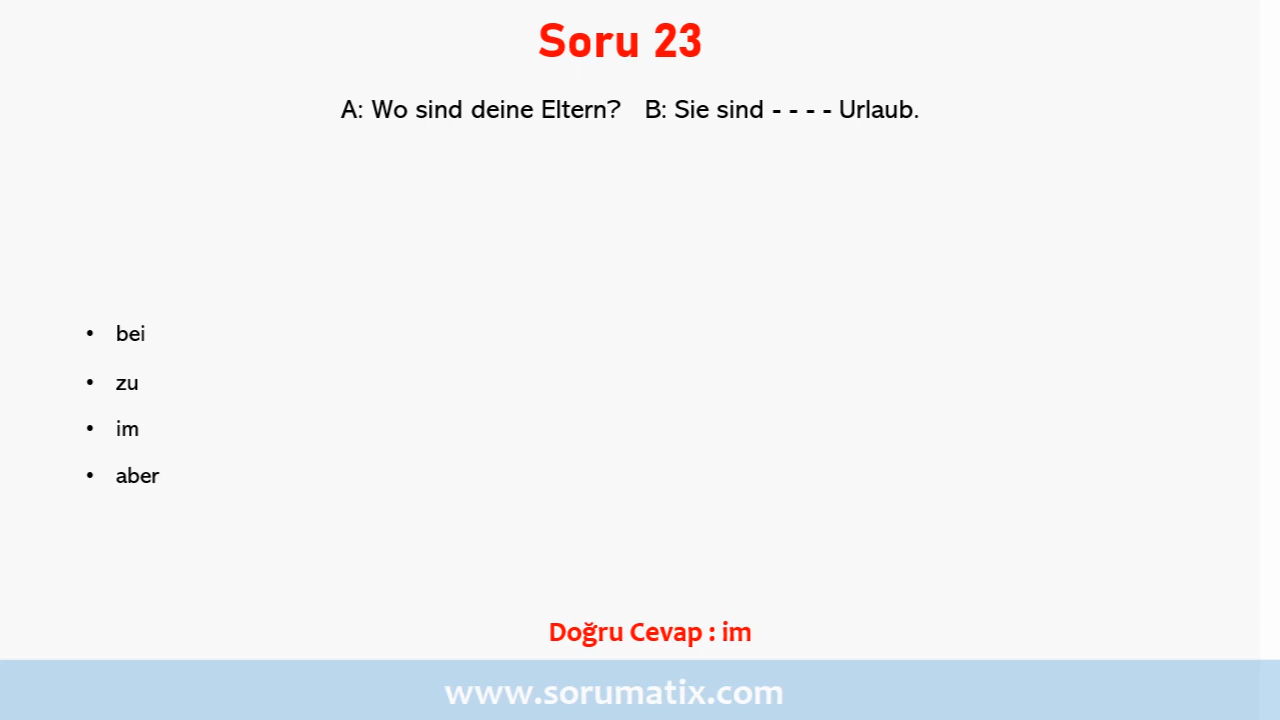 Soru 23
A: Wo sind deine Eltern? B: Sie sind - - - - Urlaub.
• bei
• zu
• im
• aber
Doğru Cevap : im
www.sorumatix.com